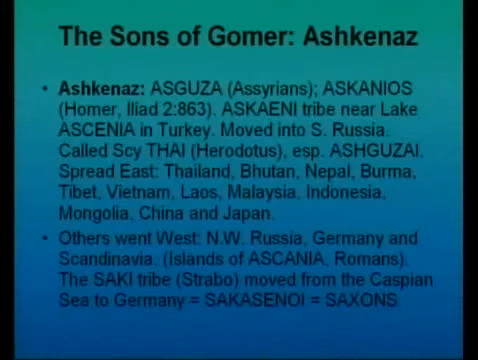 The Sons of Gomer: Ashkenaz
• Ashkenaz: ASGUZA (Assyrians); ASKANIOS
(Homer, Iliad 2:863). ASKAENI tribe near Lake
ASCENIA in Turkey. Moved into S. Russia.
Called Scy THAI (Herodotus), esp. ASHGUZAI.
Spread East: Thailand, Bhutan, Nepal, Burma,
Tibet, Vietnam, Laos, Malaysia, Indonesia,
Mongolia, China and Japan.
• Others went West: N.W. Russia, Germany and
Scandinavia. (Islands of ASCANIA, Romans).
The SAKI tribe (Strabo) moved from the Caspian
Sea to Germany = SAKASENOI = SAXONS